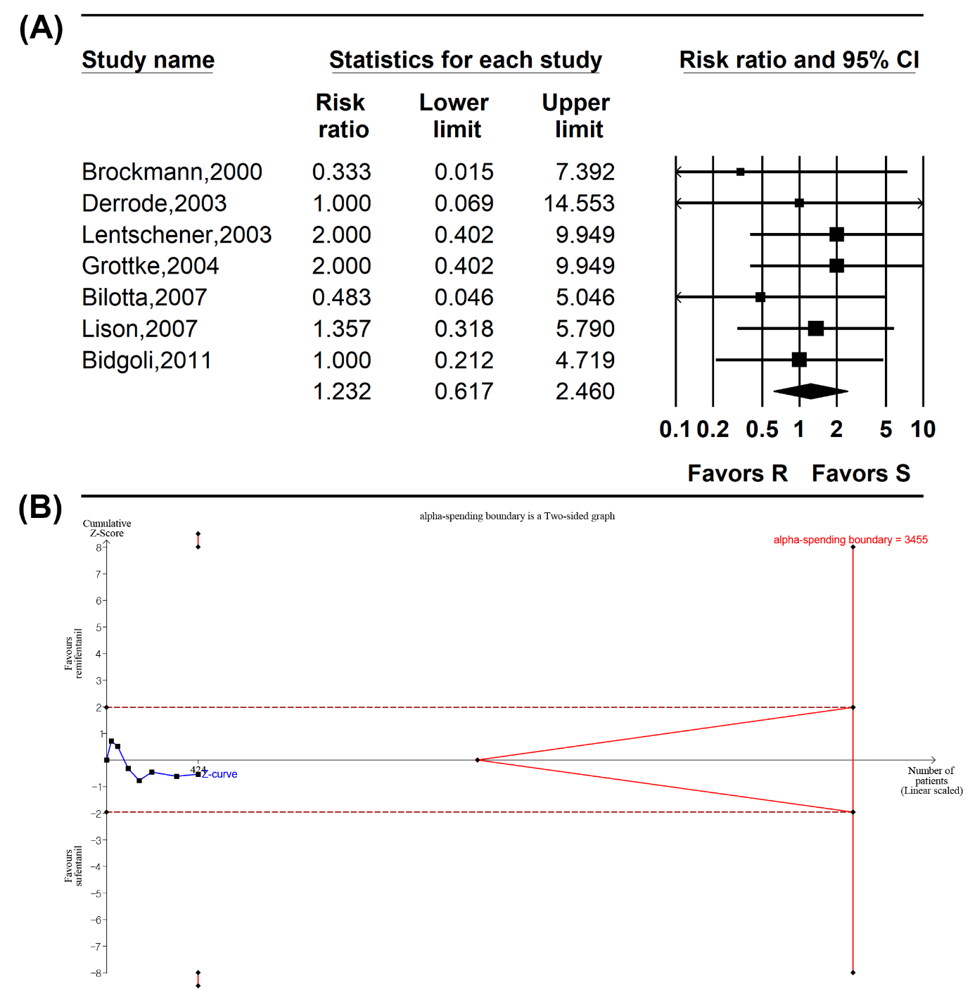 (A)
Study name Statistics for each study Risk ratio and 95% CI
Risk ratio Lower limit Upper limit
Brockmann,2000 0.333 0.015 7.392
Derrode,2003 1.000 0.069 14.553
Lentschener,2003 2.000 0.402 9.949
Grottke,2004 2.000 0.402 9.949
Bilotta,2007 0.483 0.046 5.046
Lison,2007 1.357 0.318 5.790
Bidgoli,2011 1.000 0.212 4.719
1.232 0.617 2.460
0.1 0.2 0.5 1 2 5 10
Favors R Favors S
(B)
alpha-spending boundary is a Two-sided graph
Cumulative
Z-Score
alpha-spending boundary = 3455
8
7
6
5
4
3
2
1
-1
-2
-3
-4
-5
-6
-7
-8
Favours
remifentanil
Favours
sufentanil
424
Z-curve
Number of
patients
(Linear scaled)